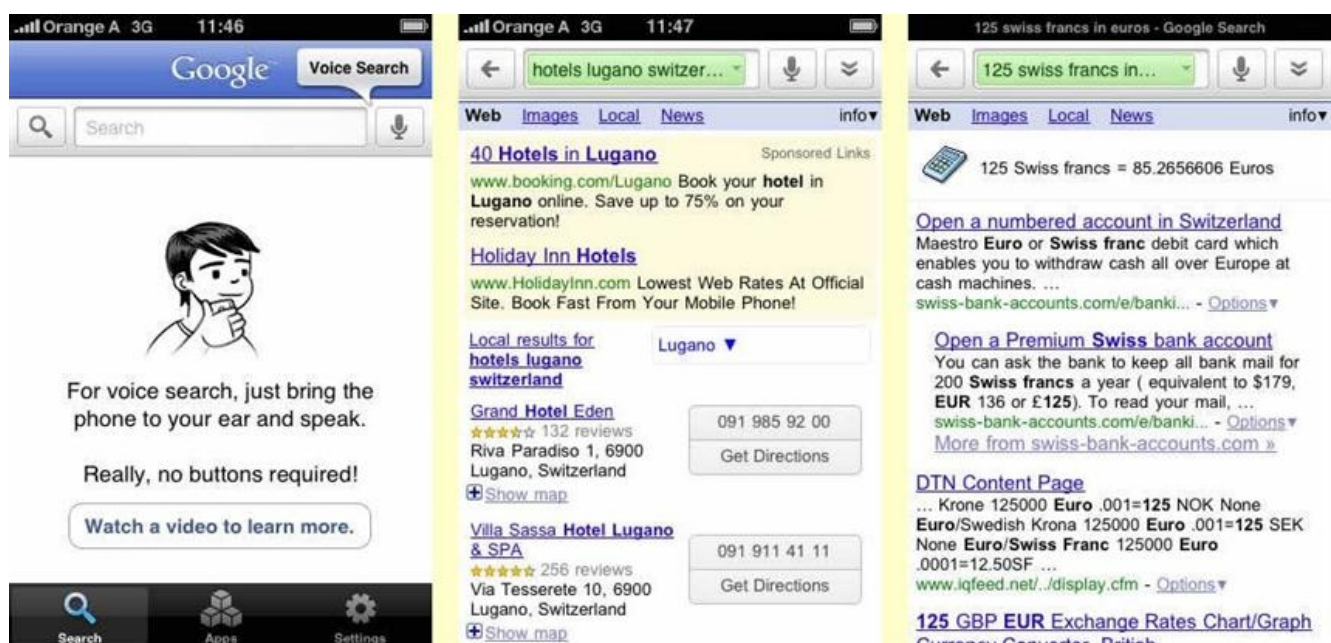 Orange A 3G 11:46
Google
Voice Search
Search
For voice search, just bring the
phone to your ear and speak.
Really, no buttons required!
Watch a video to learn more.
Search Apps Settings
Orange A 3G 11:47
hotels lugano switzer...
Web Images Local News info▾
40 Hotels in Lugano Sponsored Links
www.booking.com/Lugano Book your hotel in
Lugano online. Save up to 75% on your
reservation!
Holiday Inn Hotels
www.HolidayInn.com Lowest Web Rates At Official
Site. Book Fast From Your Mobile Phone!
Local results for
hotels lugano
switzerland
Lugano ▼
Grand Hotel Eden
132 reviews
Riva Paradiso 1, 6900
Lugano, Switzerland
Show map
091 985 92 00
Get Directions
Villa Sassa Hotel Lugano
& SPA
256 reviews
Via Tesserete 10, 6900
Lugano, Switzerland
Show map
091 911 41 11
Get Directions
125 swiss francs in euros - Google Search
125 swiss francs in...
Web Images Local News info▾
125 Swiss francs = 85.2656606 Euros
Open a numbered account in Switzerland
Maestro Euro or Swiss franc debit card which
enables you to withdraw cash all over Europe at
cash machines. ...
swiss-bank-accounts.com/e/banki... - Options▾
Open a Premium Swiss bank account
You can ask the bank to keep all bank mail for
200 Swiss francs a year ( equivalent to $179,
EUR 136 or £125). To read your mail, ...
swiss-bank-accounts.com/e/banki... - Options▾
More from swiss-bank-accounts.com »
DTN Content Page
... Krone 125000 Euro .001=125 NOK None
Euro/Swedish Krona 125000 Euro .001=125 SEK
None Euro/Swiss Franc 125000 Euro
.0001=12.50SF ...
www.iqfeed.net/../display.cfm - Options▾
125 GBP EUR Exchange Rates Chart/Graph
Currency Converter, British